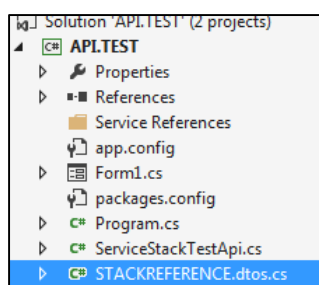 Solution 'API.TEST' (2 projects)
C# API.TEST
Properties
References
Service References
app.config
Form1.cs
packages.config
C# Program.cs
C# ServiceStackTestApi.cs
C# STACKREFERENCE.dtos.cs